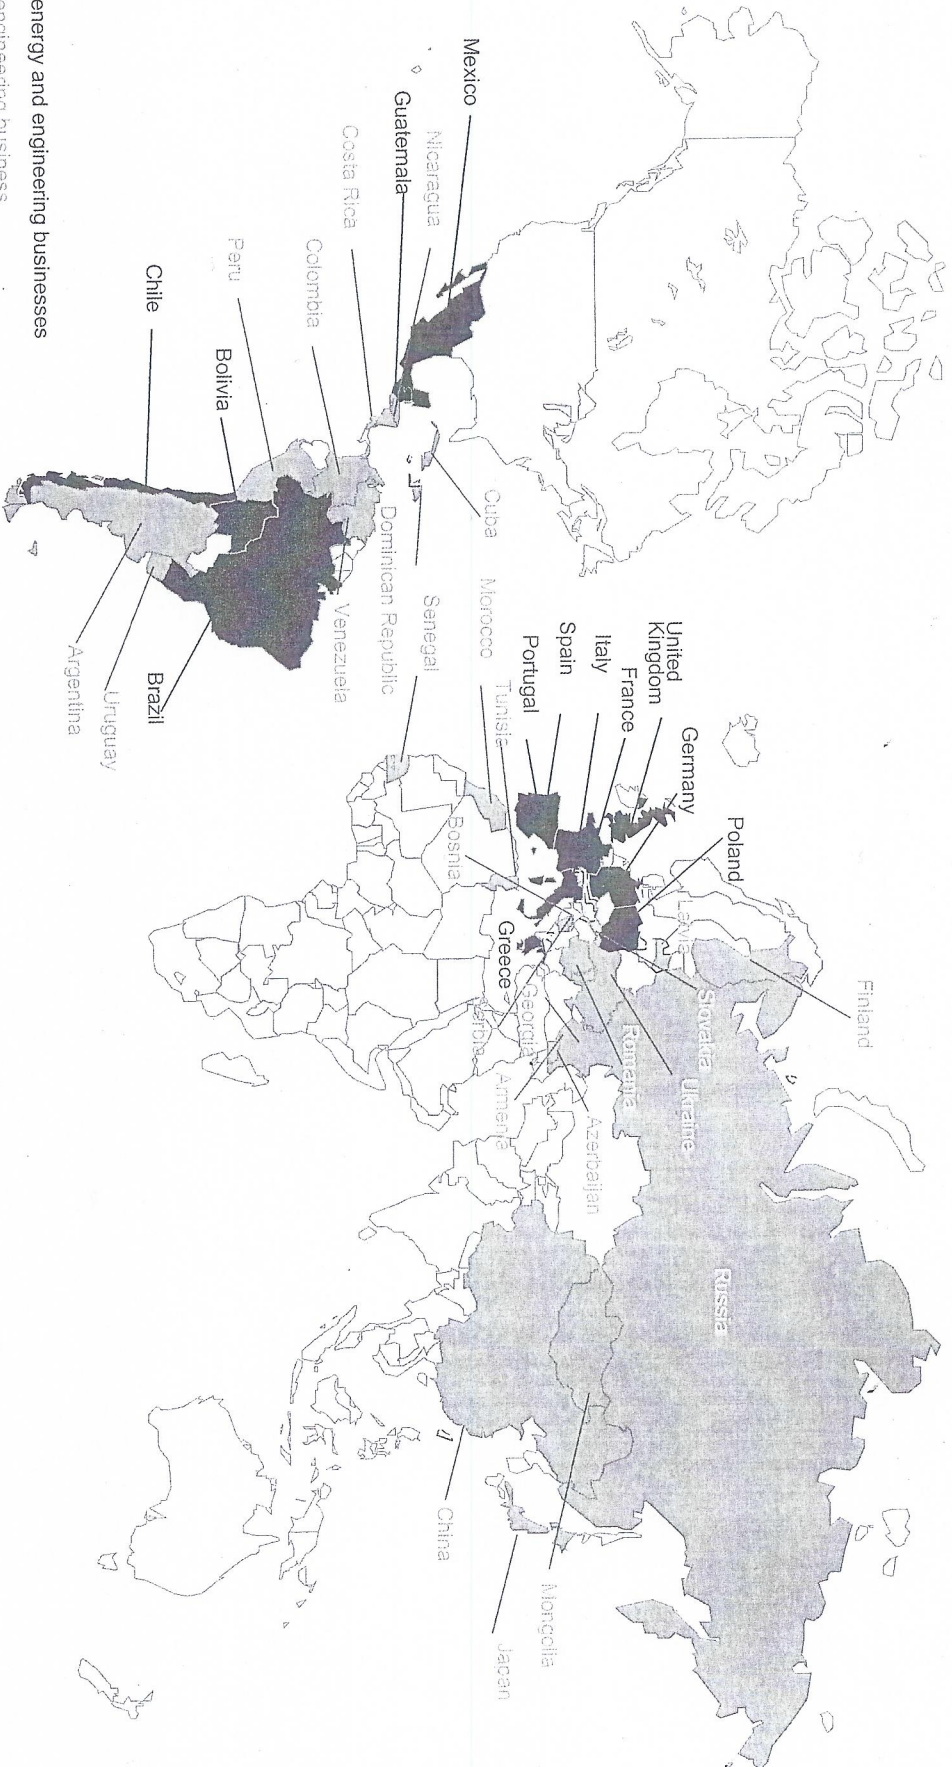 Mexico
Nicaragua
Guatemala
Costa Rica
Colombia
Peru
Chile
Bolivia
Cuba
Dominican Republic
Venezuela
Senegal
Morocco
Tunisia
Brazil
Uruguay
Argentina
United
Kingdom
France
Italy
Spain
Portugal
Germany
Poland
Bosnia
Greece
Finland
Slovakia
Romania
Ukraine
Georgia
Armenia
Azerbaijan
Russia
China
Mongolia
Japan
energy and engineering businesses
engineering business